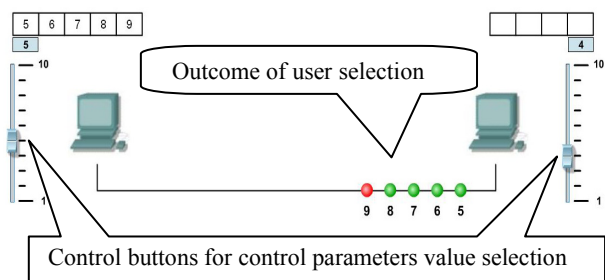 5 6 7 8 9
5
4
10
10
Outcome of user selection
9 8 7 6 5
1
1
Control buttons for control parameters value selection